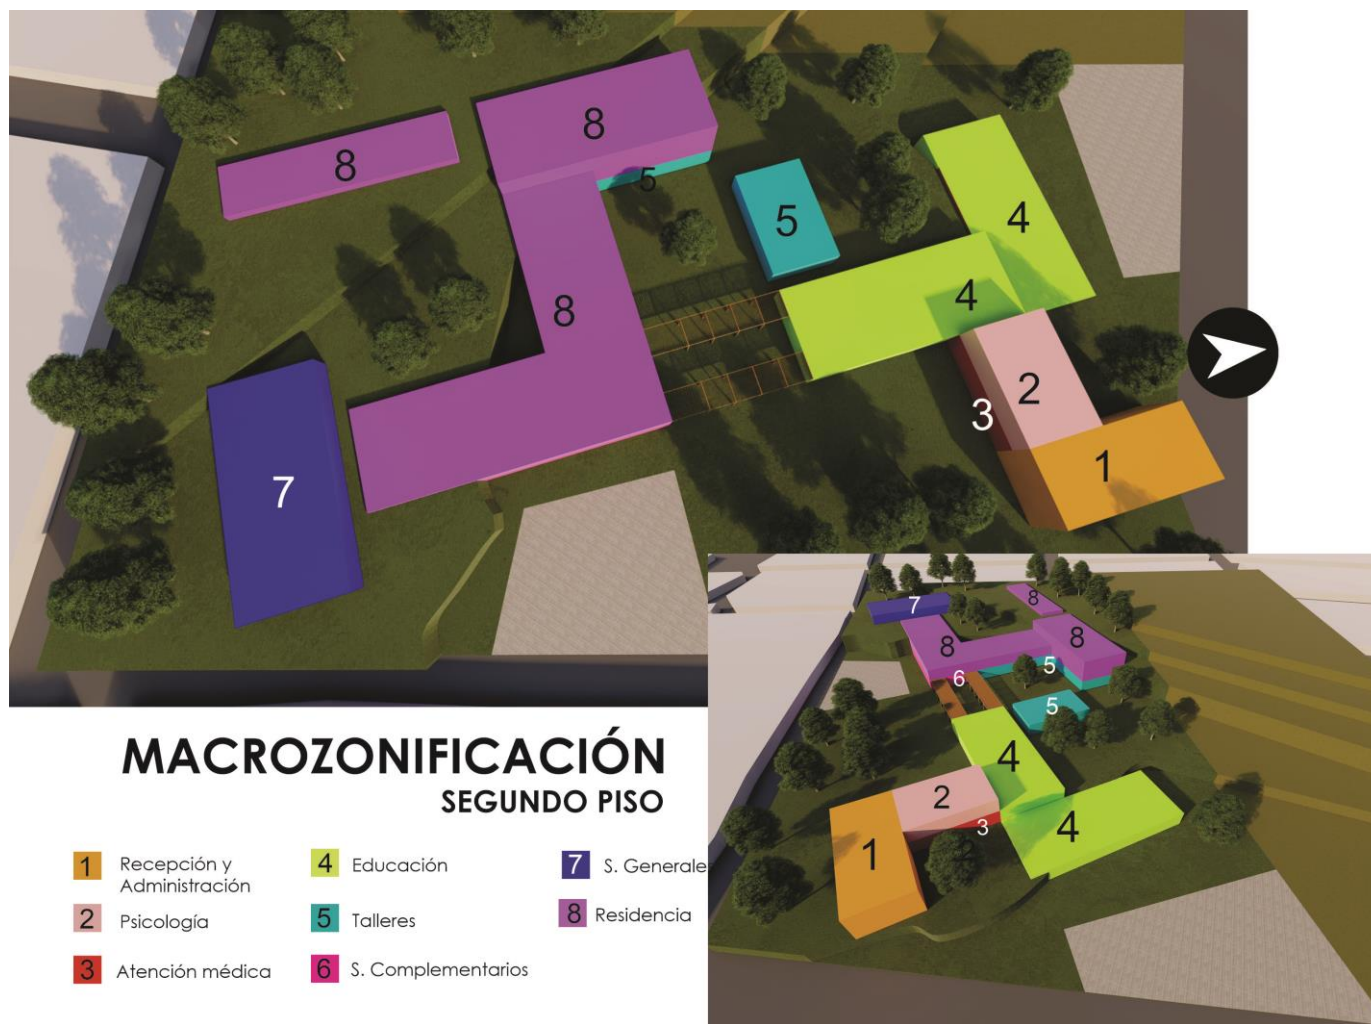 8
8
5
5
4
8
4
2
3
7
1
7
8
8
8
5
6
5
4
2
3
4
1
MACROZONIFICACIÓN
SEGUNDO PISO
1 Recepción y
Administración
2 Psicología
3 Atención médica
4 Educación
5 Talleres
6 S. Complementarios
7 S. Generale
8 Residencia